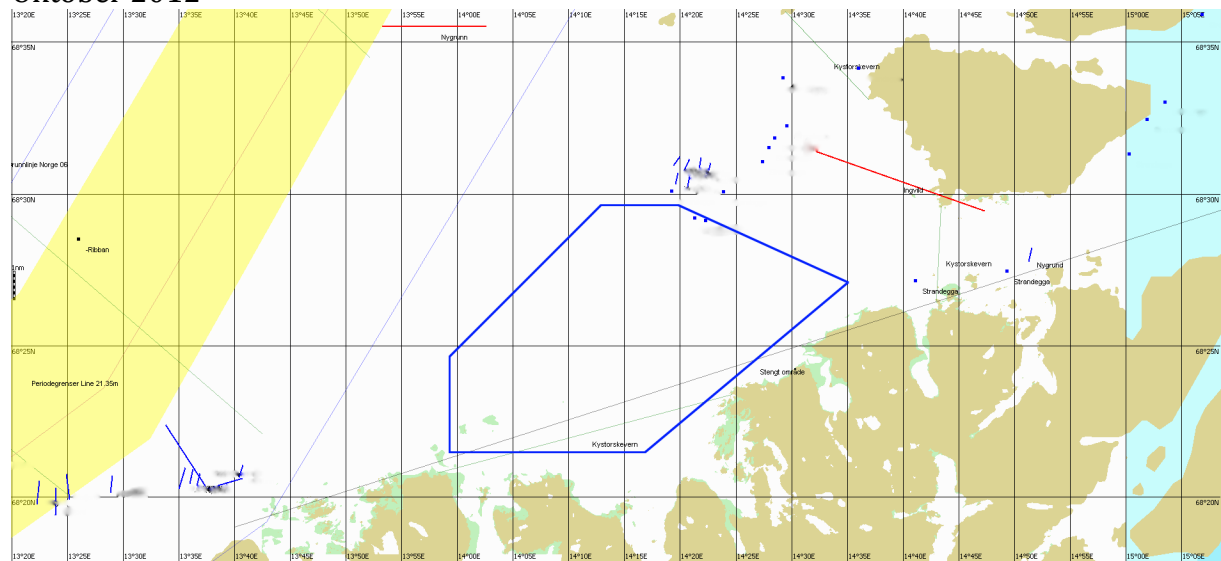 Oktober 2012
13°20E 13°25E 13°30E 13°35E 13°40E 13°55E 14°00E 14°05E 14°10E 14°15E 14°20E 14°25E 14°30E 14°35E 14°40E 14°45E 14°50E 14°55E 15°00E 15°05E
Nygrunn
68°35N 68°35N
Kystorskevern
runnlinje Norge 06
68°30N 68°30N
Ingvild
-Ribban
1nm
Kystorskevern
Nygrund
Strandegga
Strandegga
68°25N 68°25N
Stengt område
Periodegrenser Line 21.35m
Kystorskevern
68°20N 68°20N
13°20E 13°25E 13°30E 13°35E 13°40E 13°45E 13°50E 13°55E 14°00E 14°05E 14°10E 14°15E 14°20E 14°25E 14°30E 14°35E 14°40E 14°45E 14°50E 14°55E 15°00E 15°05E